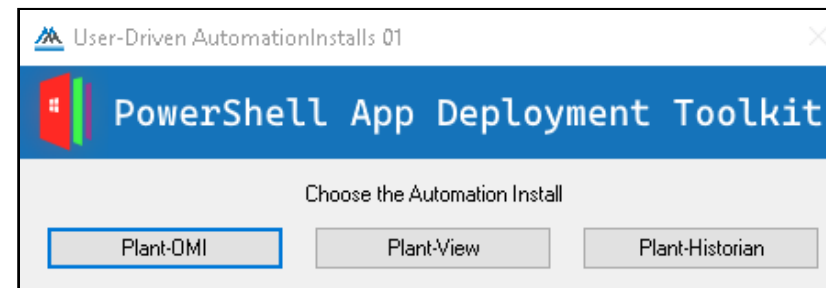 User-Driven AutomationInstalls 01
PowerShell App Deployment Toolkit
Choose the Automation Install
Plant-OMI Plant-View Plant-Historian